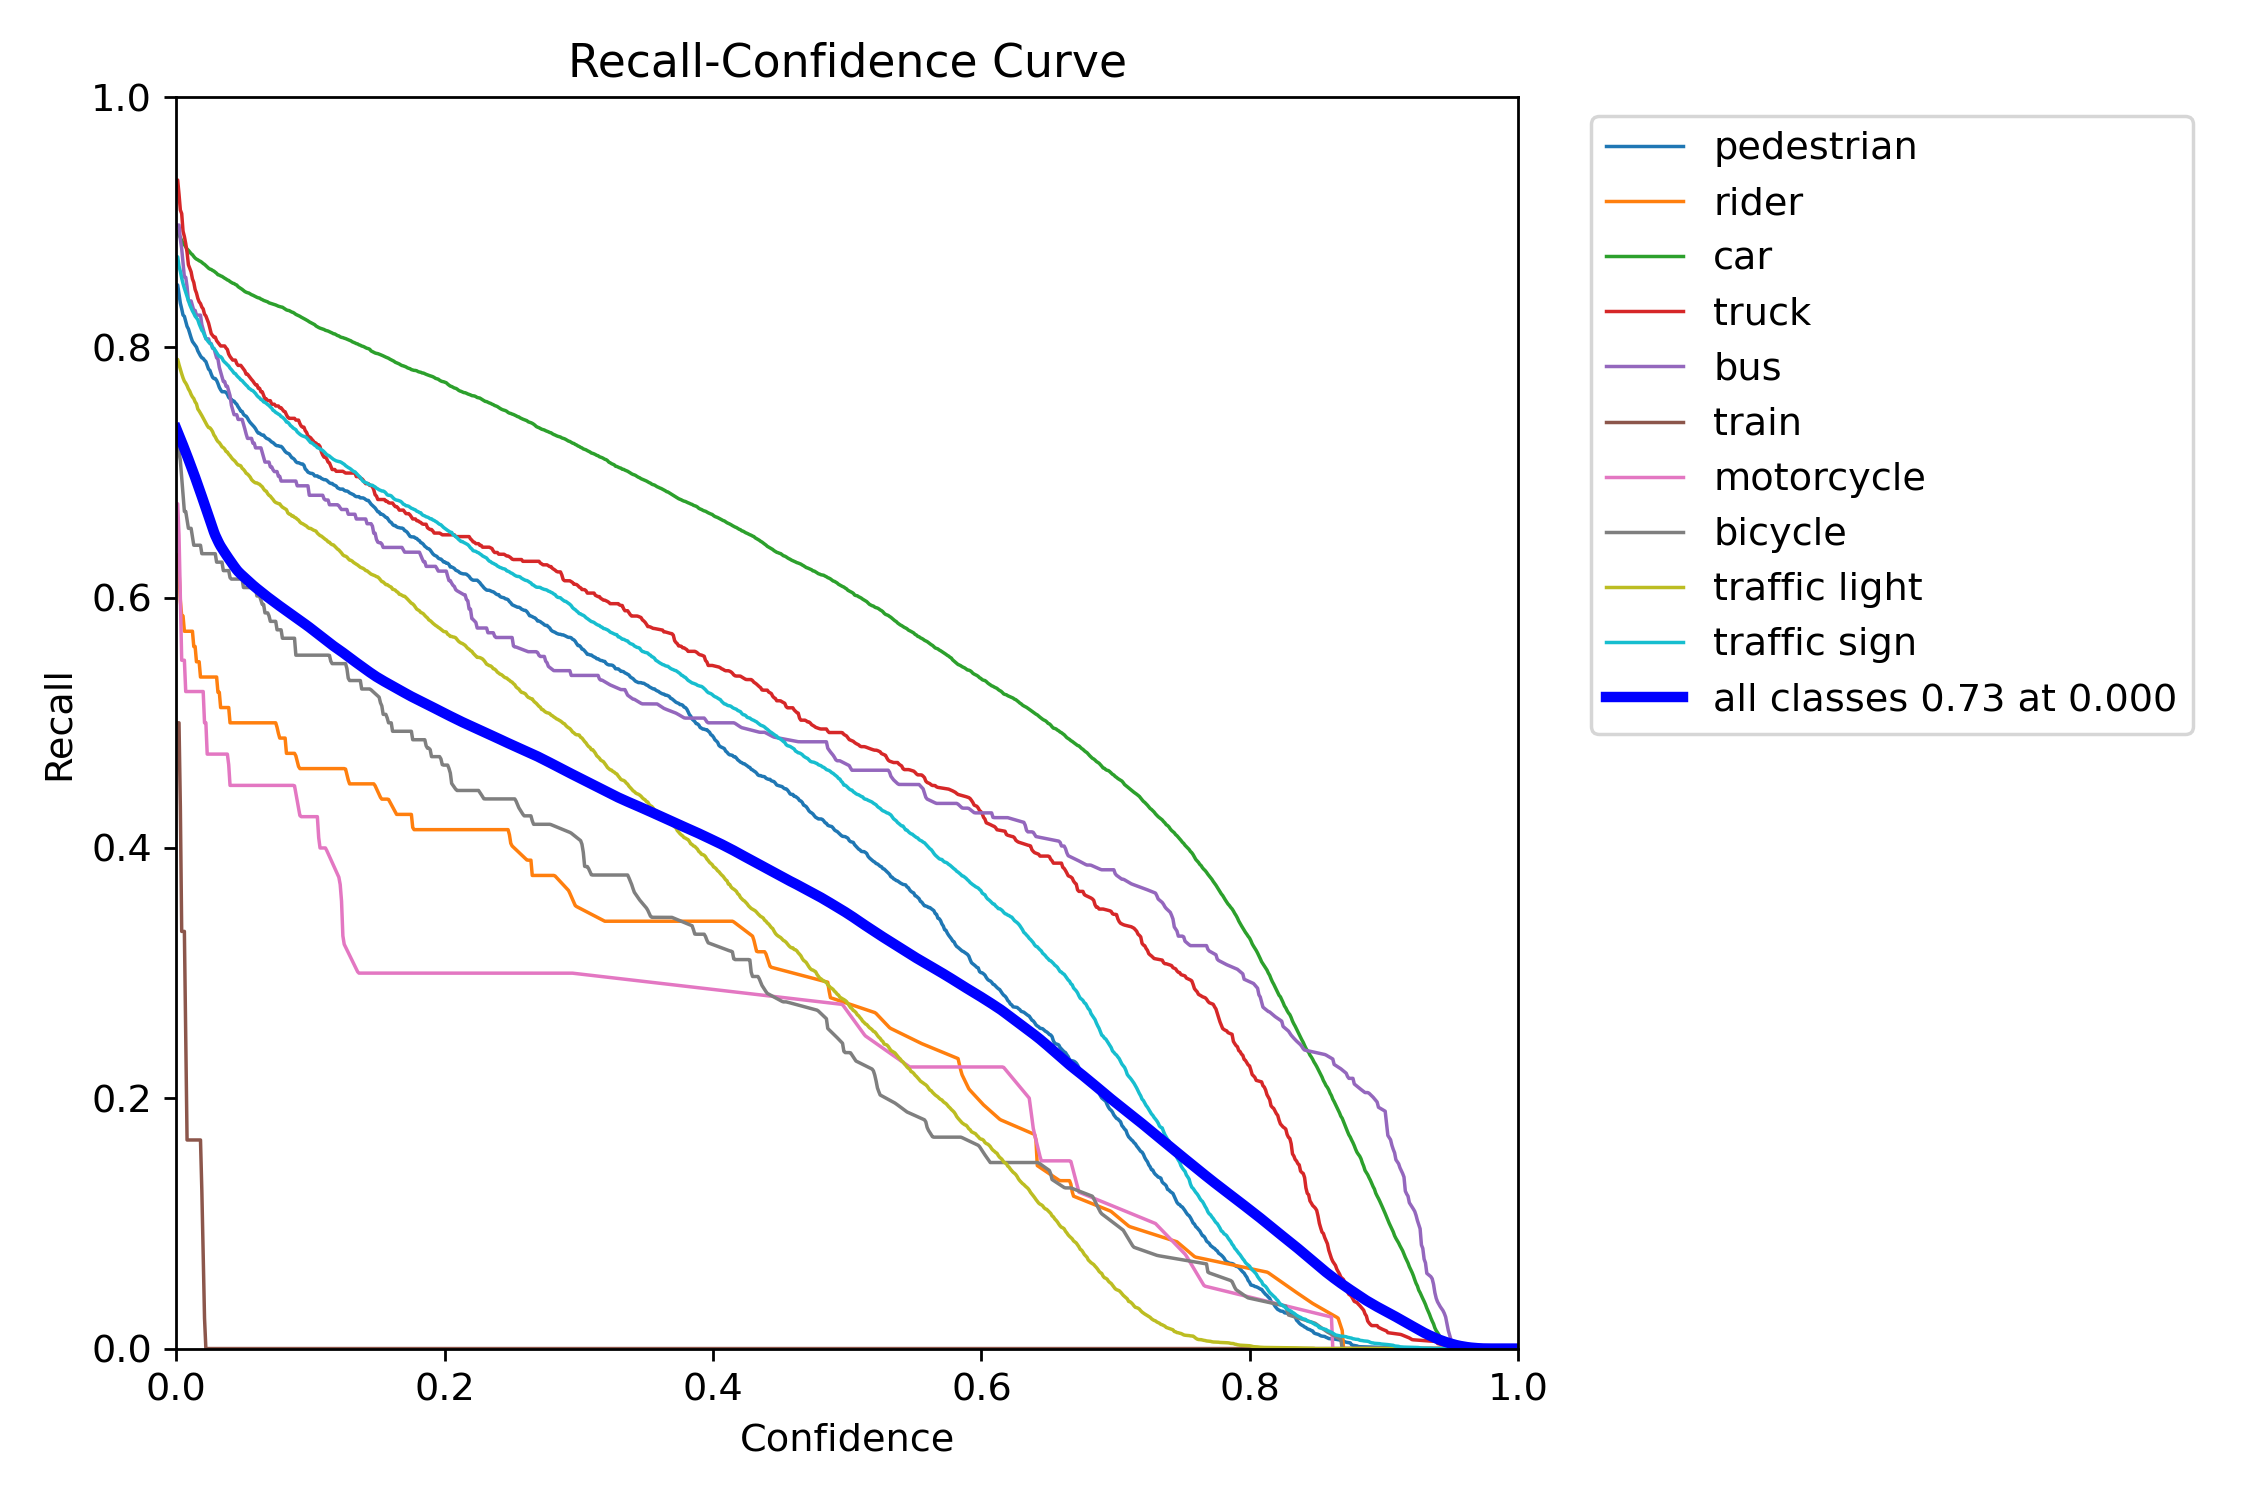 Recall-Confidence Curve
1.0
0.8
0.6
0.4
0.2
0.0
Recall
0.0 0.2 0.4 0.6 0.8 1.0
Confidence
pedestrian
rider
car
truck
bus
train
motorcycle
bicycle
traffic light
traffic sign
all classes 0.73 at 0.000